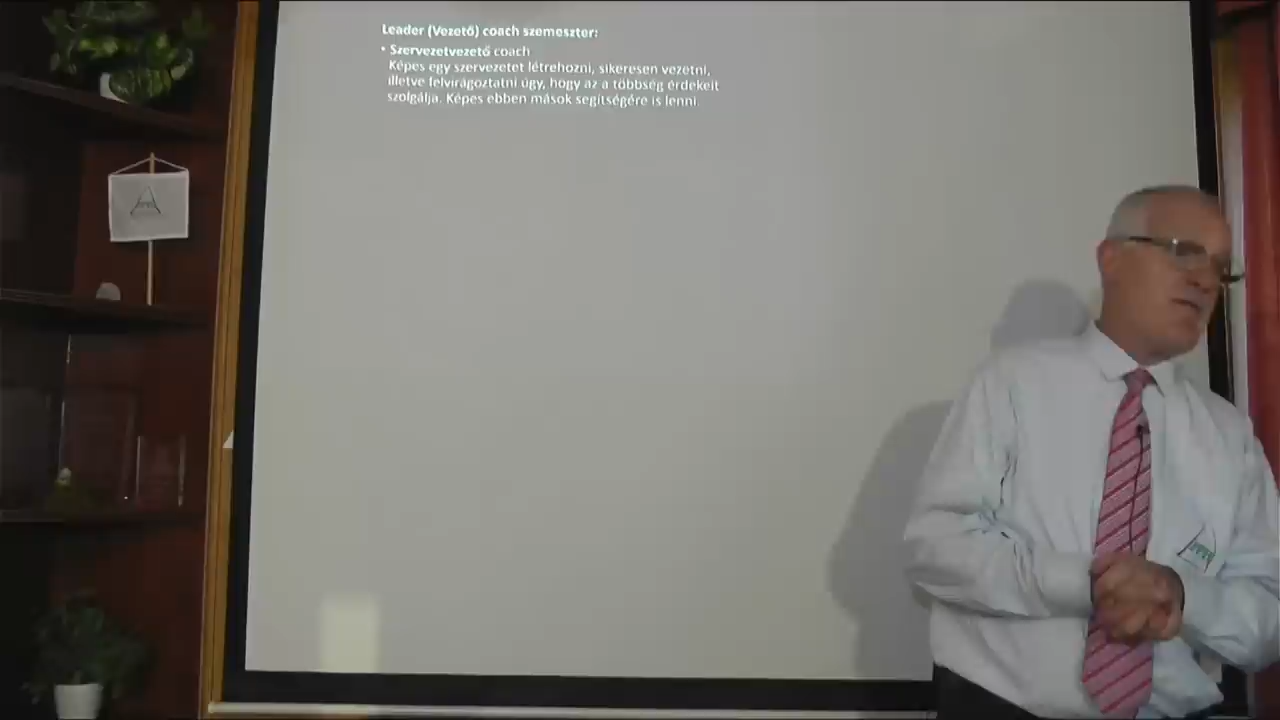 Leader (Vezető) coach szemeszter:
• Szervezetvezető coach
Képes egy szervezetet létrehozni, sikeresen vezetni,
illetve felvirágoztatni úgy, hogy az a többség érdekeit
szolgálja. Képes ebben mások segítségére is lenni.